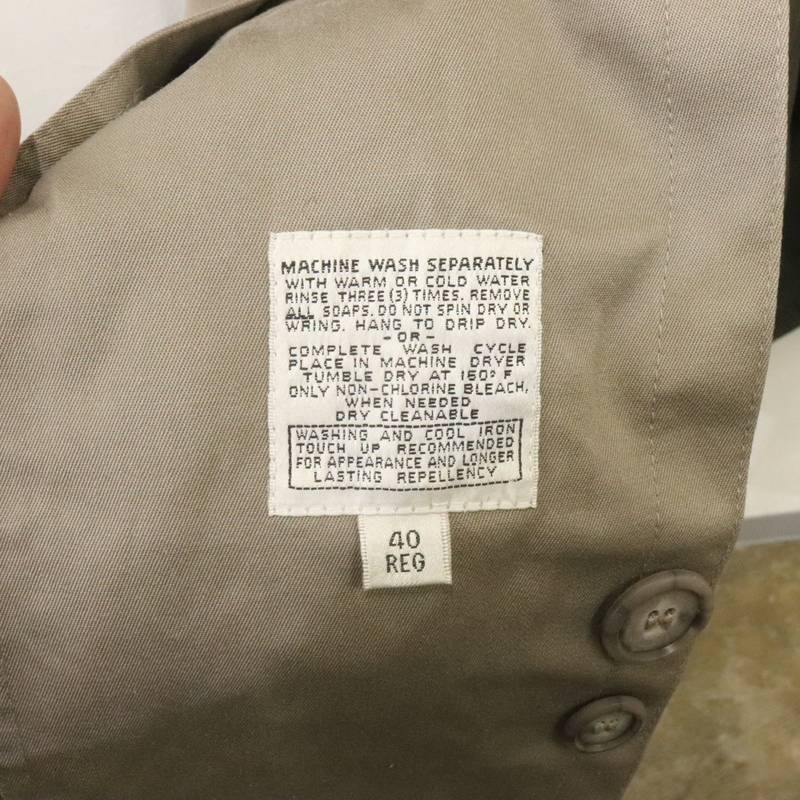 MACHINE WASH SEPARATELY
WITH WARM OR COLD WATER
RINSE THREE (3) TIMES. REMOVE
ALL SOAPS. DO NOT SPIN DRY OR
WRING. HANG TO DRIP DRY.
-OR-
COMPLETE WASH CYCLE
PLACE IN MACHINE DRYER
TUMBLE DRY AT 160° F
ONLY NON-CHLORINE BLEACH,
WHEN NEEDED
DRY CLEANABLE
WASHING AND COOL IRON
TOUCH UP RECOMMENDED
FOR APPEARANCE AND LONGER
LASTING REPELLENCY
40
REG